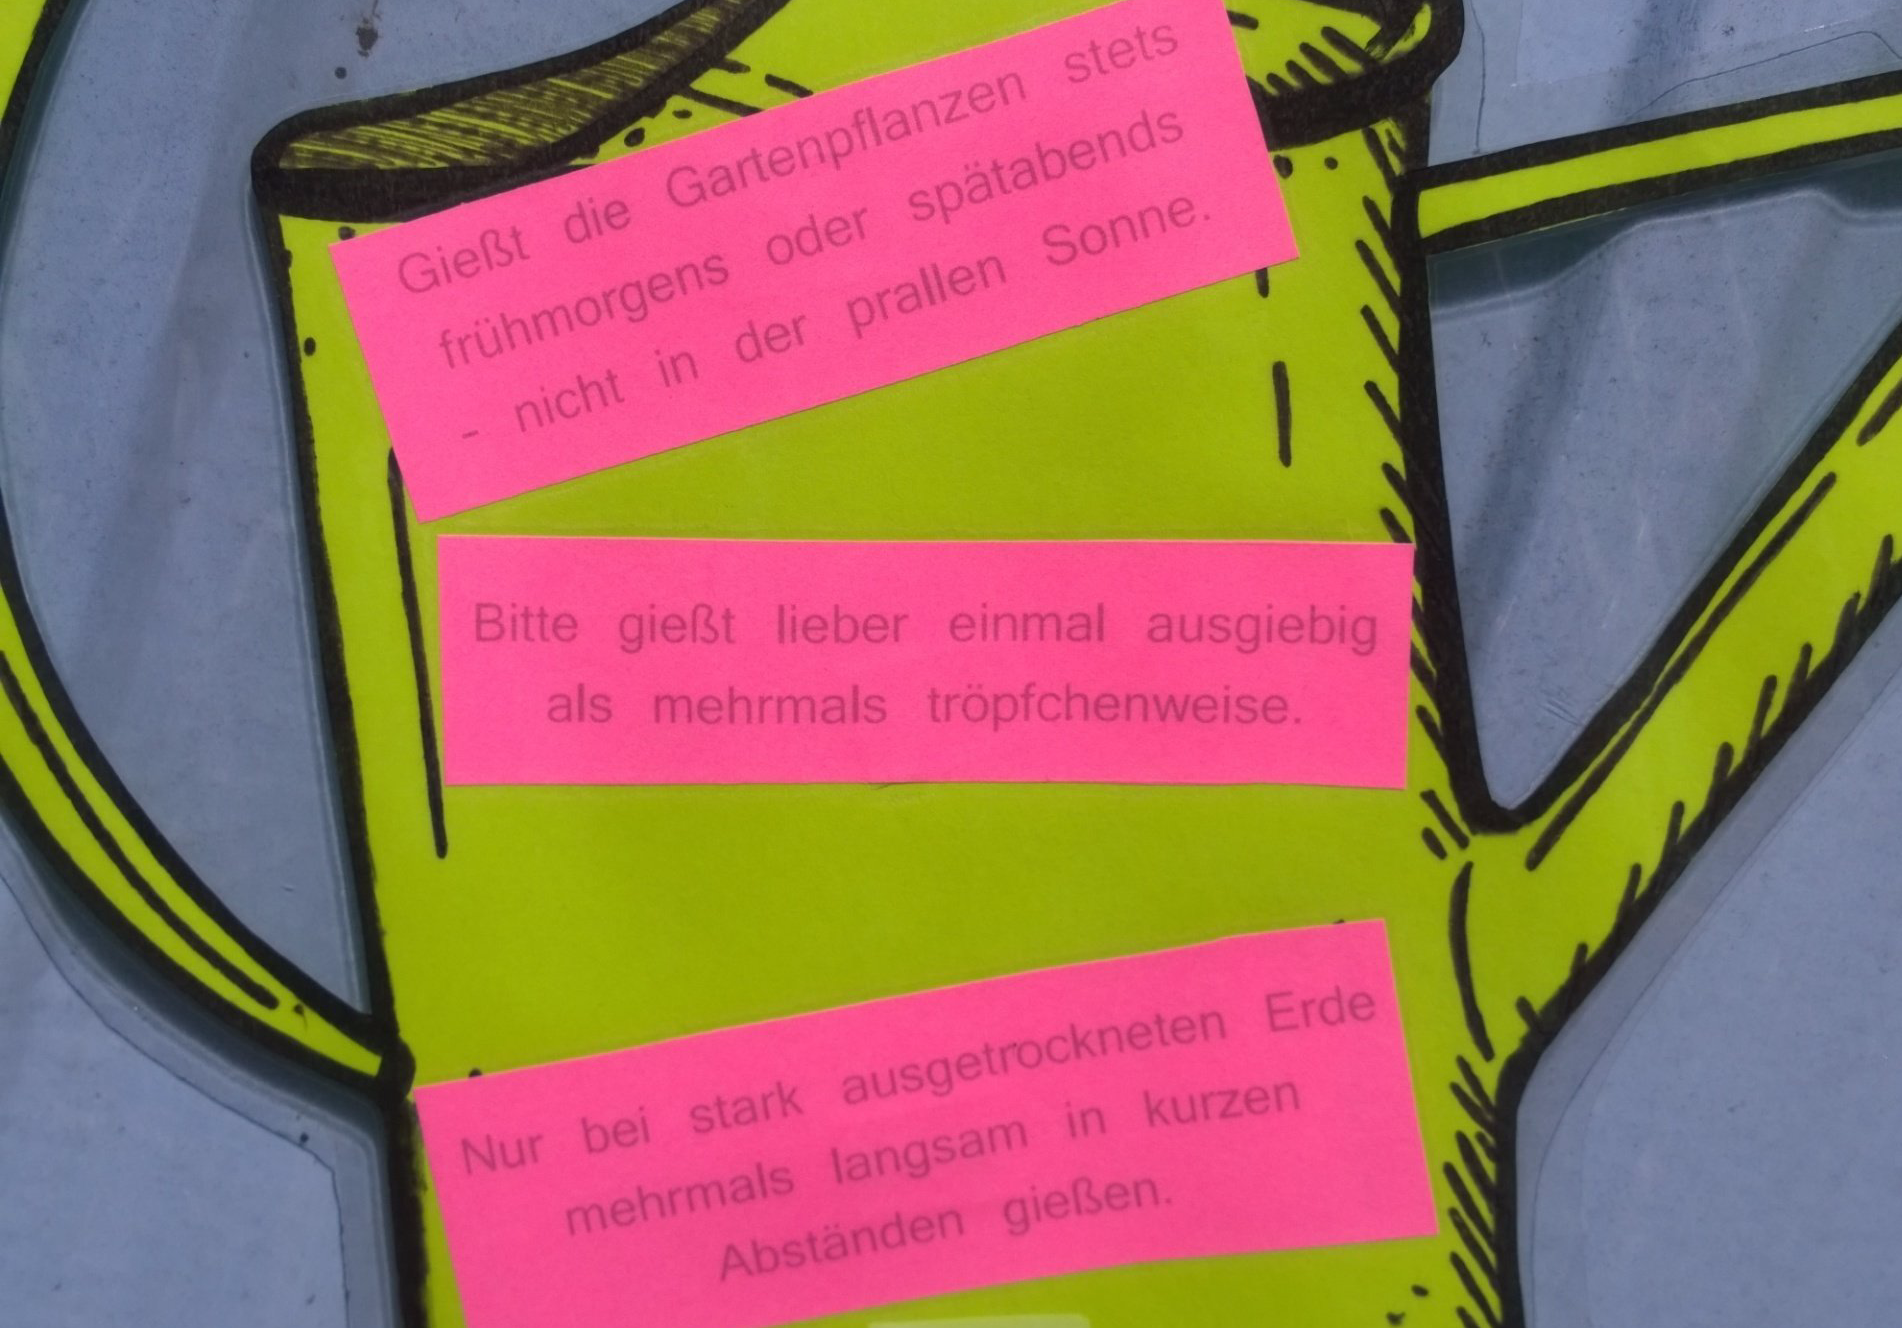 Gießt die Gartenpflanzen stets
frühmorgens oder spätabends
- nicht in der prallen Sonne.
Bitte gießt lieber einmal ausgiebig
als mehrmals tröpfchenweise.
Nur bei stark ausgetrockneten Erde
mehrmals langsam in kurzen
Abständen gießen.